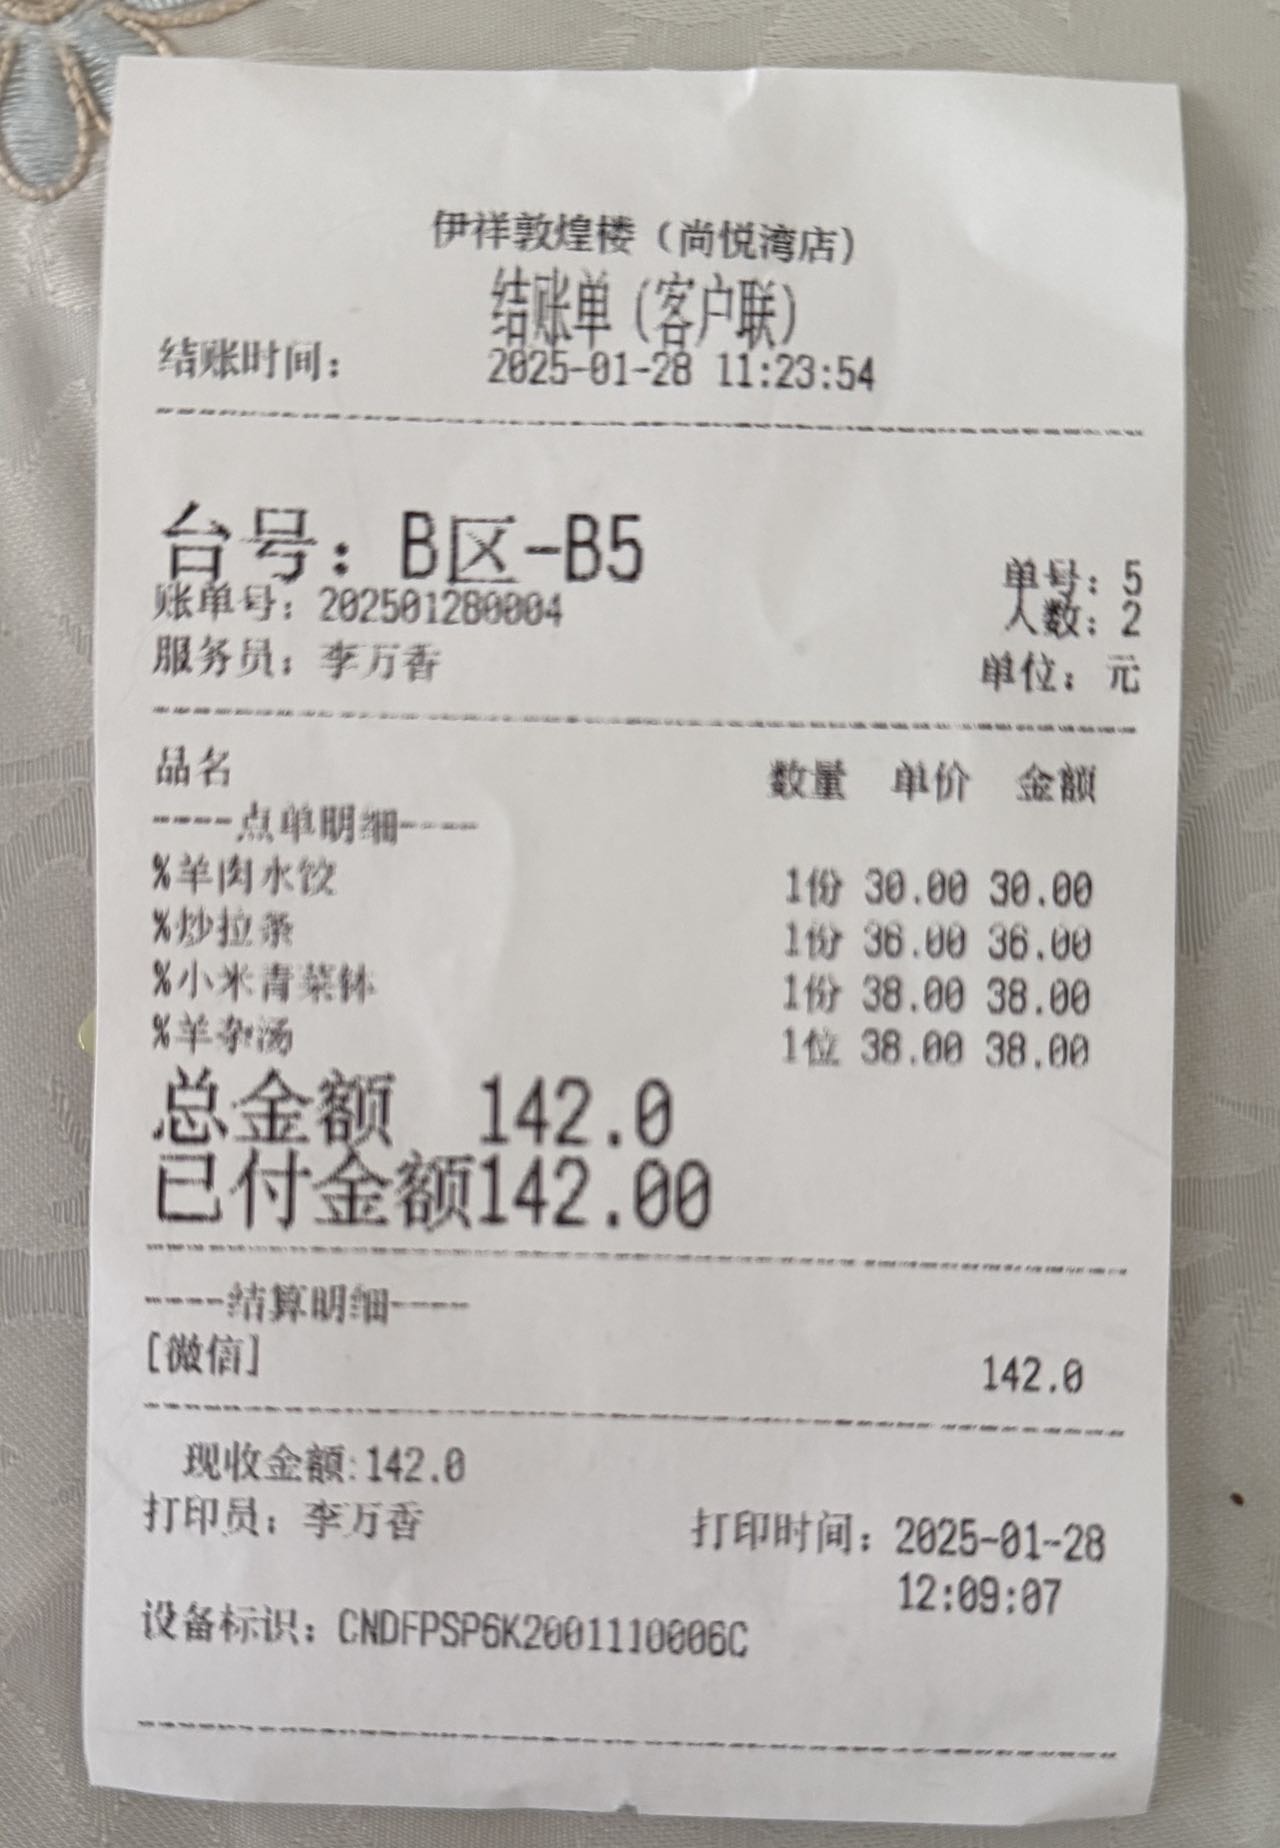 伊祥敦煌楼（尚悦湾店）
结账单（客户联）
结账时间： 2025-01-28 11:23:54
台号：B区-B5
单号：5
账单号：202501280004 人数：2
服务员：李万香 单位：元
品名 数量 单价 金额
----点单明细----
%羊肉水饺 1份 30.00 30.00
%炒拉条 1份 36.00 36.00
%小米青菜钵 1份 38.00 38.00
%羊杂汤 1位 38.00 38.00
总金额 142.0
已付金额142.00
----结算明细----
[微信] 142.0
现收金额:142.0
打印员：李万香 打印时间：2025-01-28
12:09:07
设备标识：CNDFPSP6K2001110006C